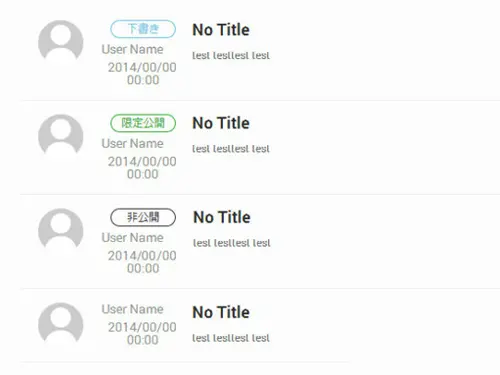 下書き
No Title
User Name
test testtest test
2014/00/00
00:00
限定公開
No Title
User Name
test testtest test
2014/00/00
00:00
非公開
No Title
User Name
test testtest test
2014/00/00
00:00
User Name
No Title
2014/00/00
test testtest test
00:00